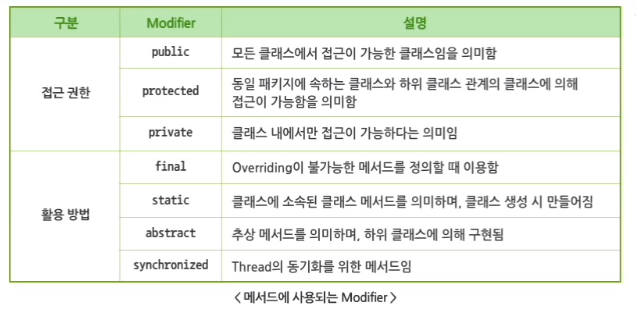 구분 Modifier 설명
접근 권한
public 모든 클래스에서 접근이 가능한 클래스임을 의미함
protected 동일 패키지에 속하는 클래스와 하위 클래스 관계의 클래스에 의해
접근이 가능함을 의미함
private 클래스 내에서만 접근이 가능하다는 의미임
활용 방법
final Overriding이 불가능한 메서드를 정의할 때 이용함
static 클래스에 소속된 클래스 메서드를 의미하며, 클래스 생성 시 만들어짐
abstract 추상 메서드를 의미하며, 하위 클래스에 의해 구현됨
synchronized Thread의 동기화를 위한 메서드임
< 메서드에 사용되는 Modifier >